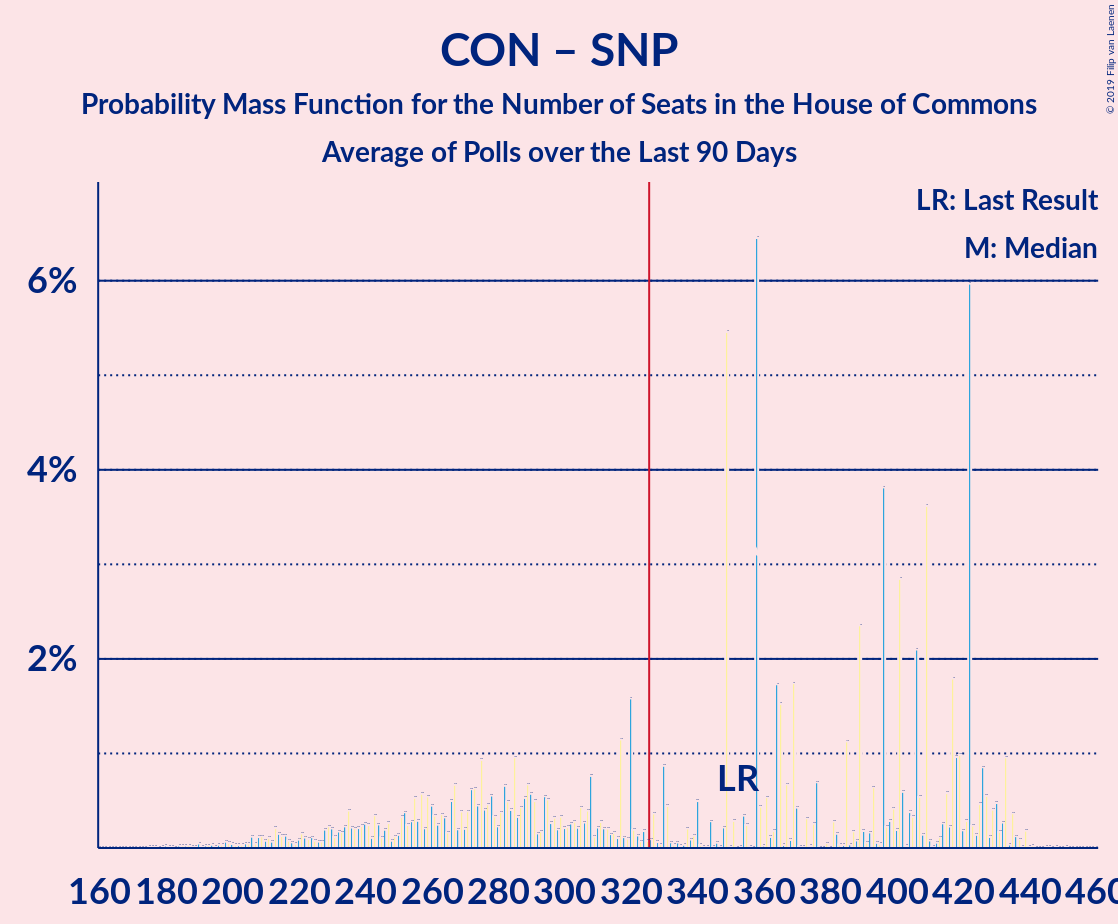 CON – SNP
Probability Mass Function for the Number of Seats in the House of Commons
Average of Polls over the Last 90 Days
© 2019 Filip van Laenen
LR: Last Result
M: Median
6%
4%
2%
LR
160 180 200 220 240 260 280 300 320 340 360 380 400 420 440 460